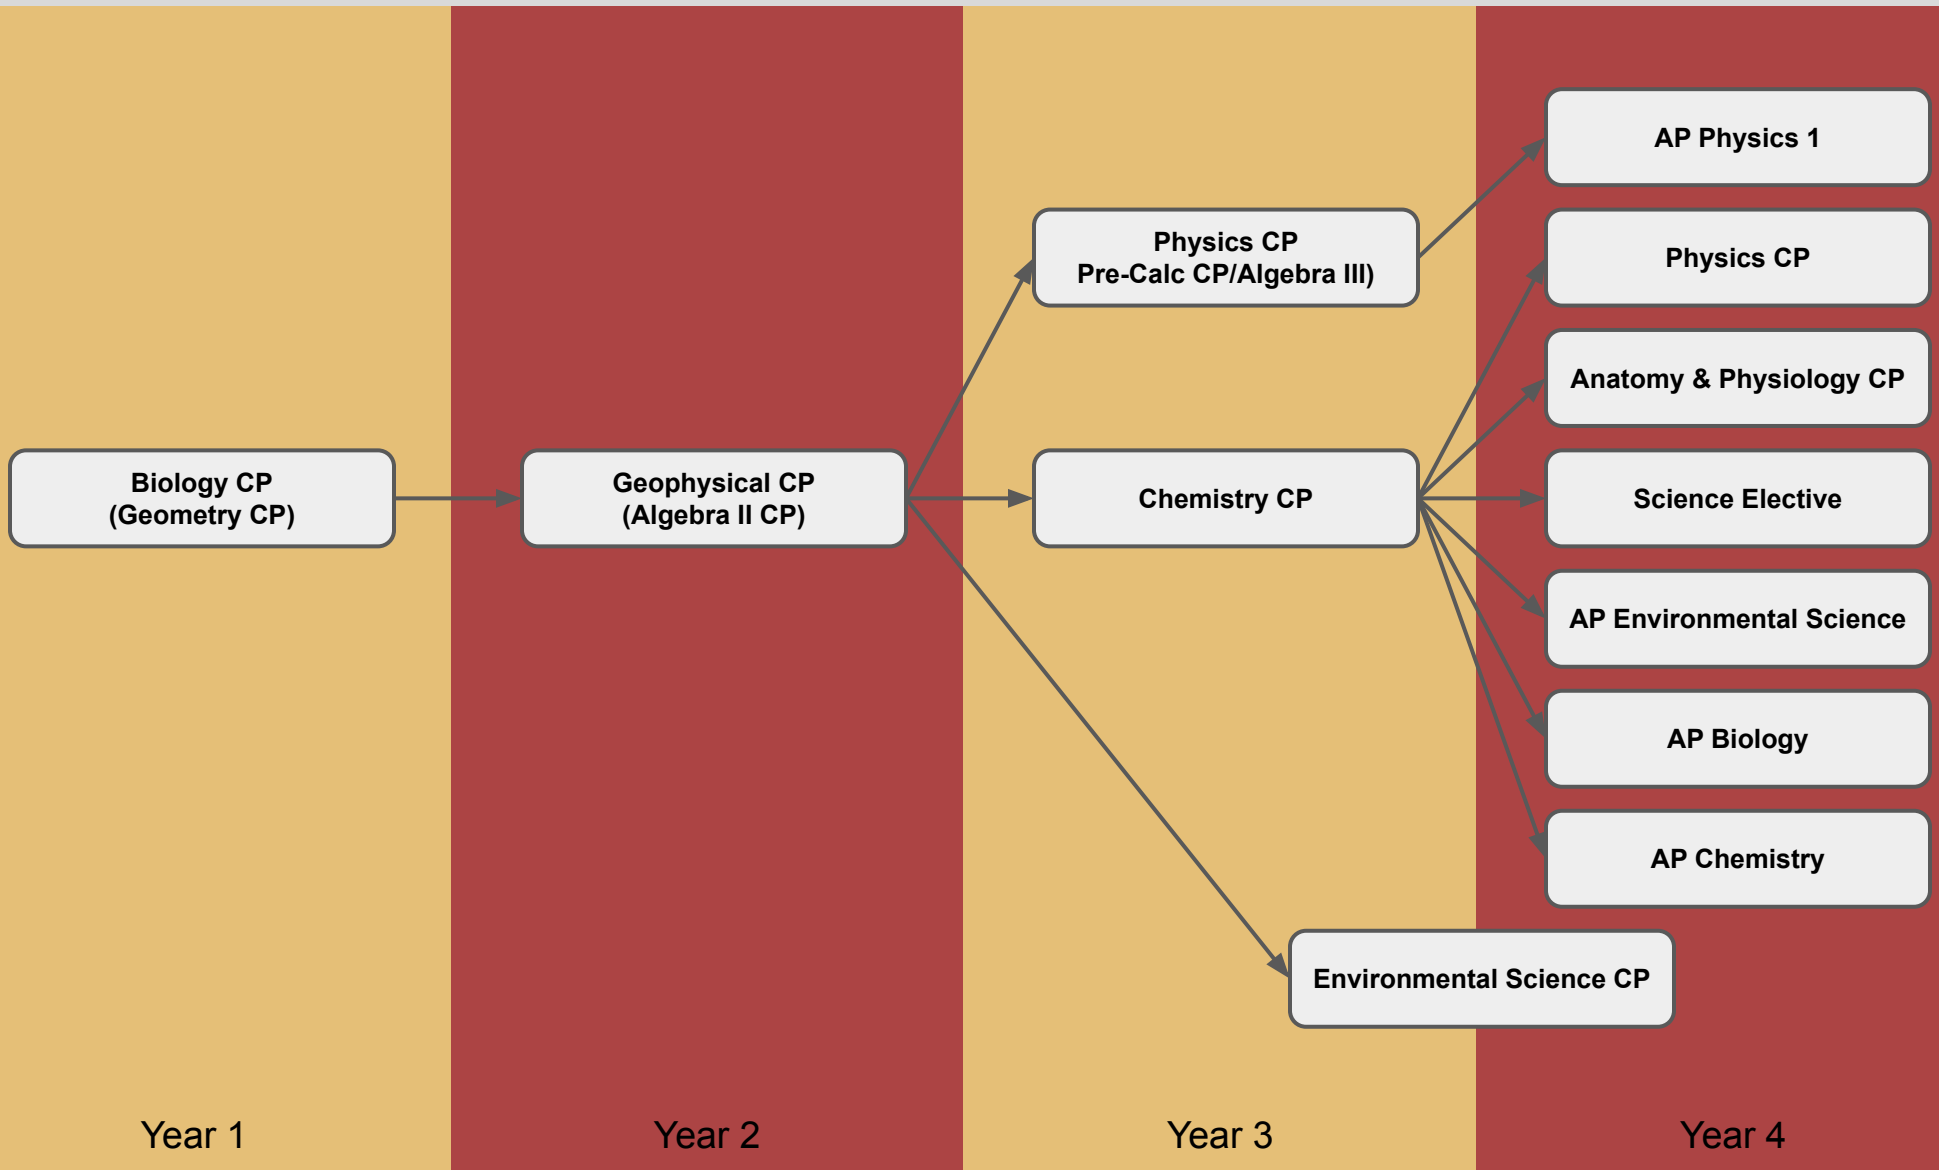 Biology CP
(Geometry CP)
Geophysical CP
(Algebra II CP)
Physics CP
Pre-Calc CP/Algebra III)
Chemistry CP
AP Physics 1
Physics CP
Anatomy & Physiology CP
Science Elective
AP Environmental Science
AP Biology
AP Chemistry
Environmental Science CP
Year 1
Year 2
Year 3
Year 4